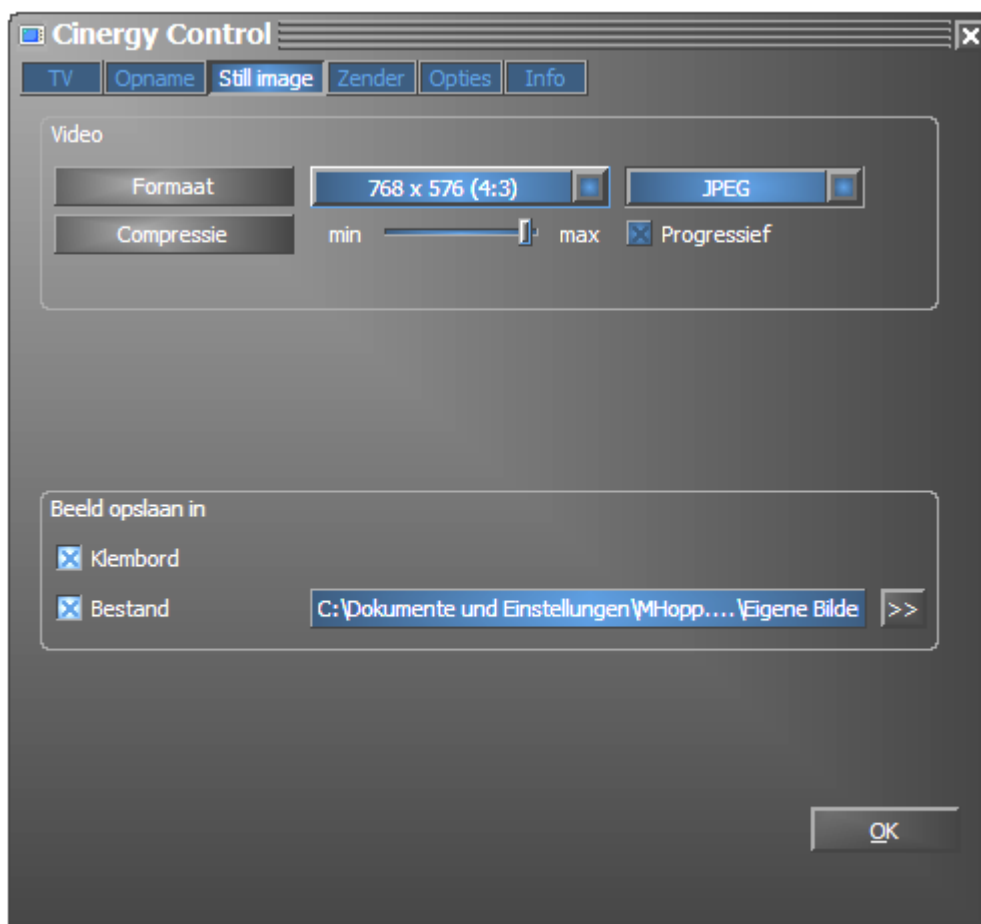 Cinergy Control
TV Opname Still image Zender Opties Info
Video
Formaat 768 x 576 (4:3) JPEG
Compressie min max Progressief
Beeld opslaan in
Klembord
Bestand C:\Dokumente und Einstellungen\MHopp....\Eigene Bilde >>
OK